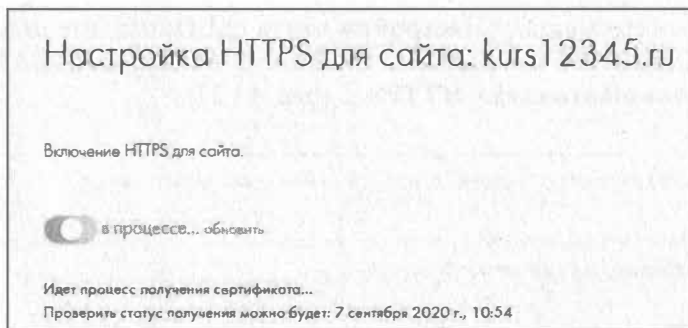 Настройка HTTPS для сайта: kurs12345.ru
Включение HTTPS для сайта.
в процессе... обновить
Идет процесс получения сертификата...
Проверить статус получения можно будет: 7 сентября 2020 г., 10:54